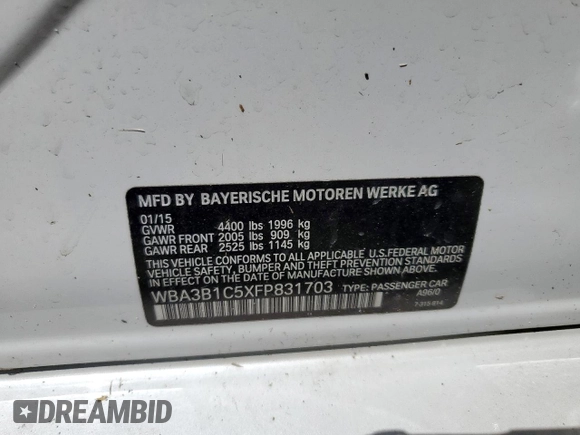 MFD BY BAYERISCHE MOTOREN WERKE AG
01/15
GVWR 4400 lbs 1996 kg
GAWR FRONT 2005 lbs 909 kg
GAWR REAR 2525 lbs 1145 kg
THIS VEHICLE CONFORMS TO ALL APPLICABLE U.S.FEDERAL MOTOR
VEHICLE SAFETY, BUMPER, AND THEFT PREVENTION STANDARDS
IN EFFECT ON THE DATE OF MANUFACTURE SHOWN ABOVE.
WBA3B1C5XFP831703 TYPE: PASSENGER CAR
A96/0
DREAMBID